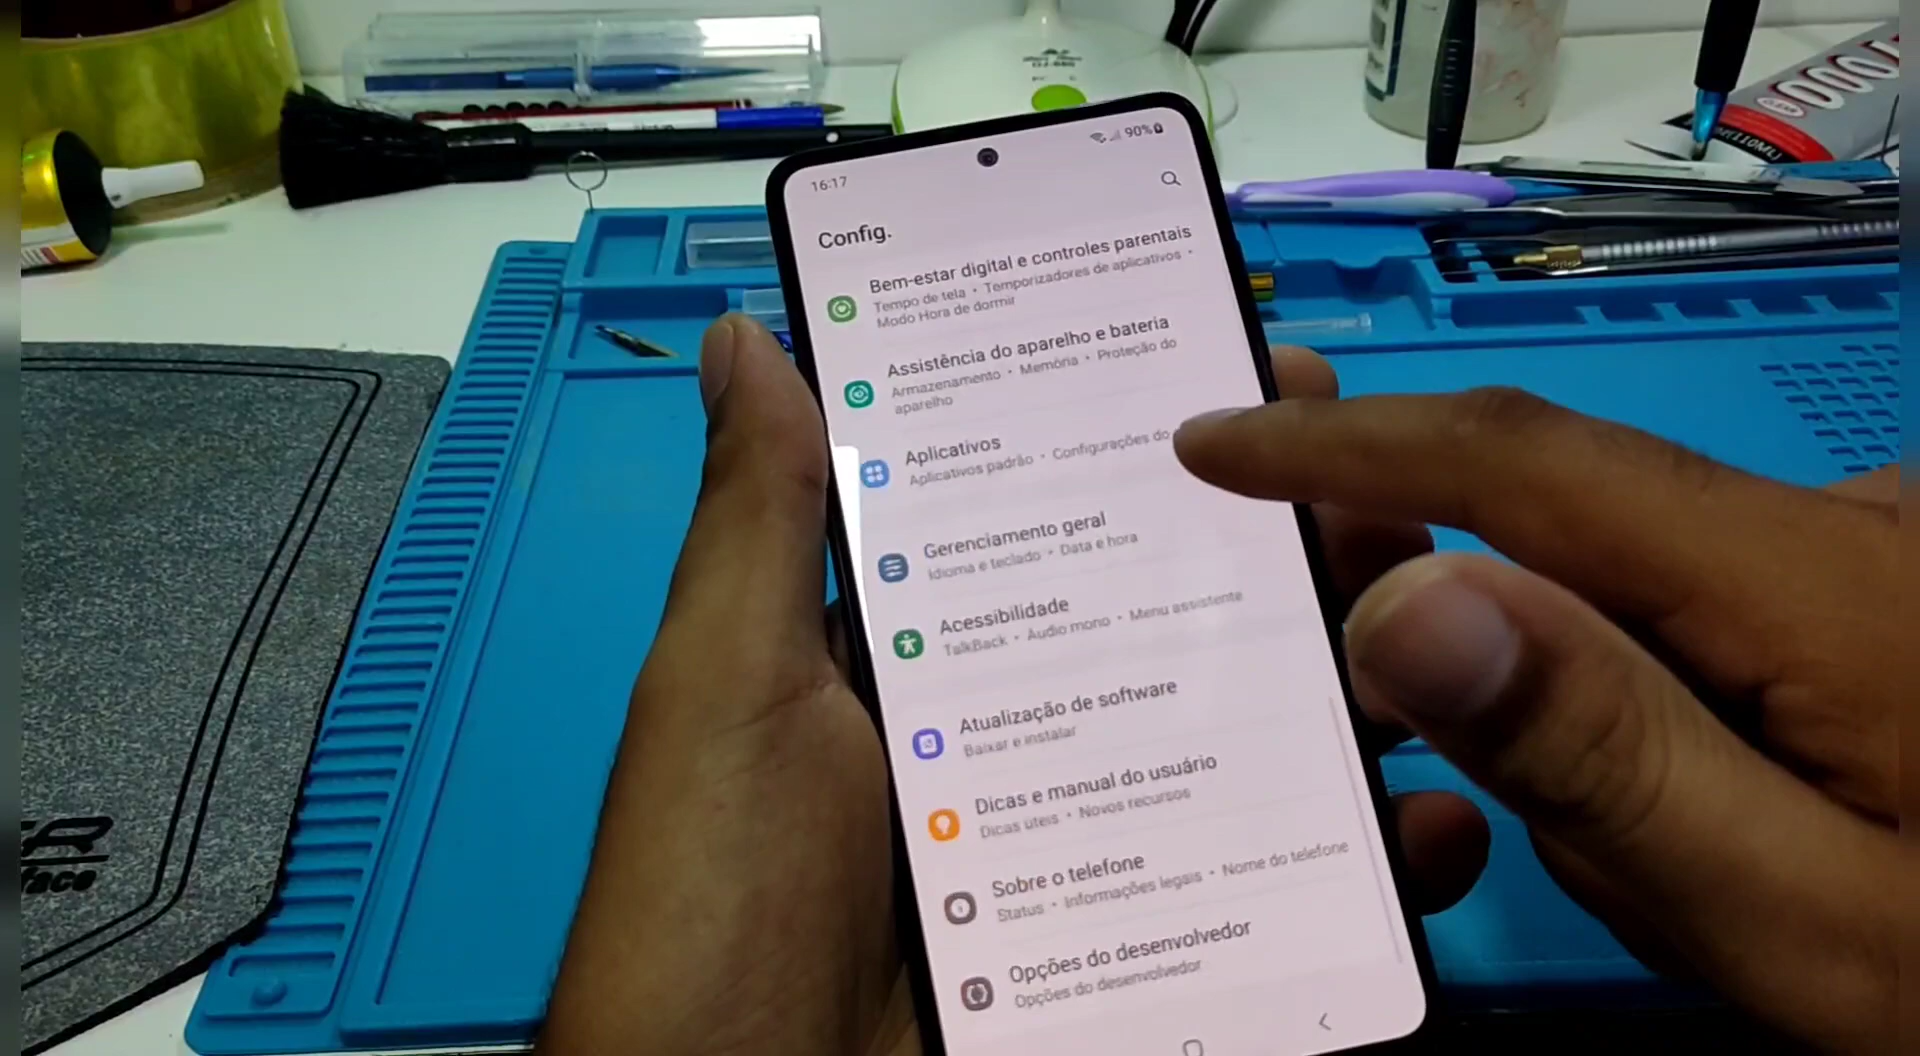 16:17
90%
Config.
Bem-estar digital e controles parentais
Tempo de tela • Temporizadores de aplicativos •
Modo Hora de dormir
Assistência do aparelho e bateria
Armazenamento • Memória • Proteção do
aparelho
Aplicativos
Aplicativos padrão • Configurações do
Gerenciamento geral
Idioma e teclado • Data e hora
Acessibilidade
TalkBack • Áudio mono • Menu assistente
Atualização de software
Baixar e instalar
Dicas e manual do usuário
Dicas úteis • Novos recursos
Sobre o telefone
Status • Informações legais • Nome do telefone
Opções do desenvolvedor
Opções do desenvolvedor
CLEAR
(110ML)
face